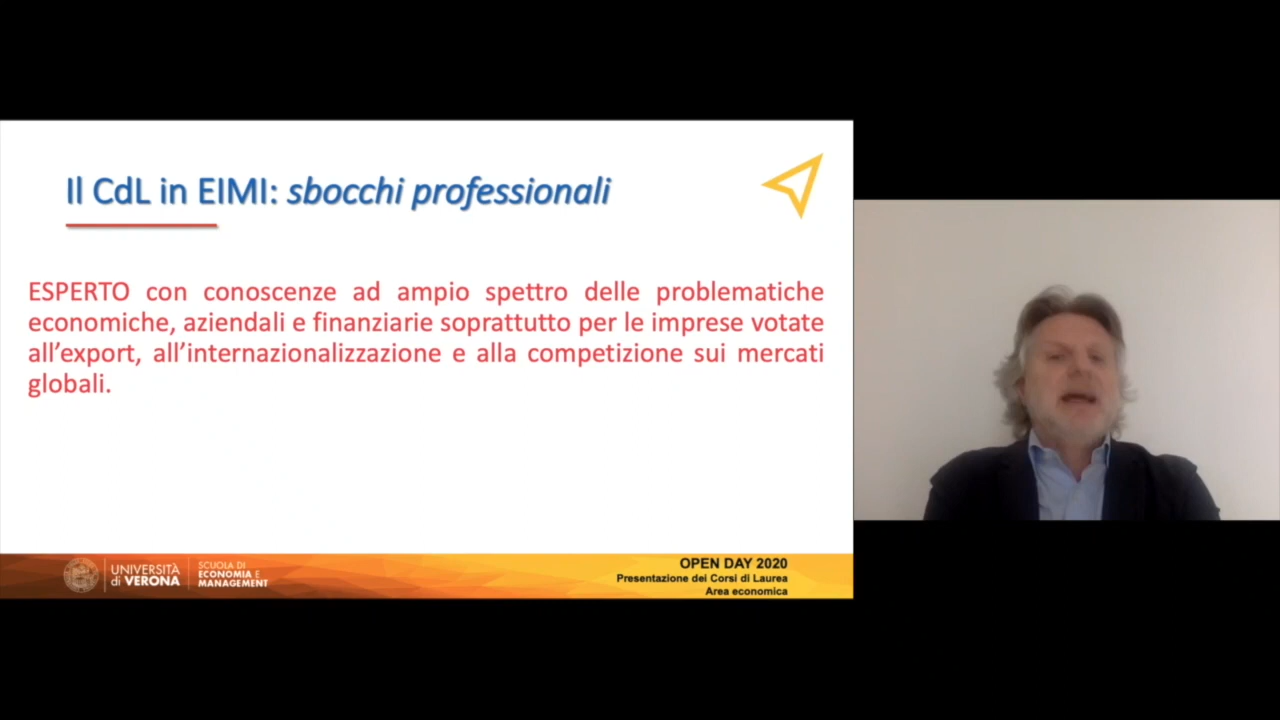 Il CdL in EIMI: sbocchi professionali
ESPERTO con conoscenze ad ampio spettro delle problematiche
economiche, aziendali e finanziarie soprattutto per le imprese votate
all’export, all’internazionalizzazione e alla competizione sui mercati
globali.
UNIVERSITÀ
di VERONA
SCUOLA DI
ECONOMIA E
MANAGEMENT
OPEN DAY 2020
Presentazione dei Corsi di Laurea
Area economica